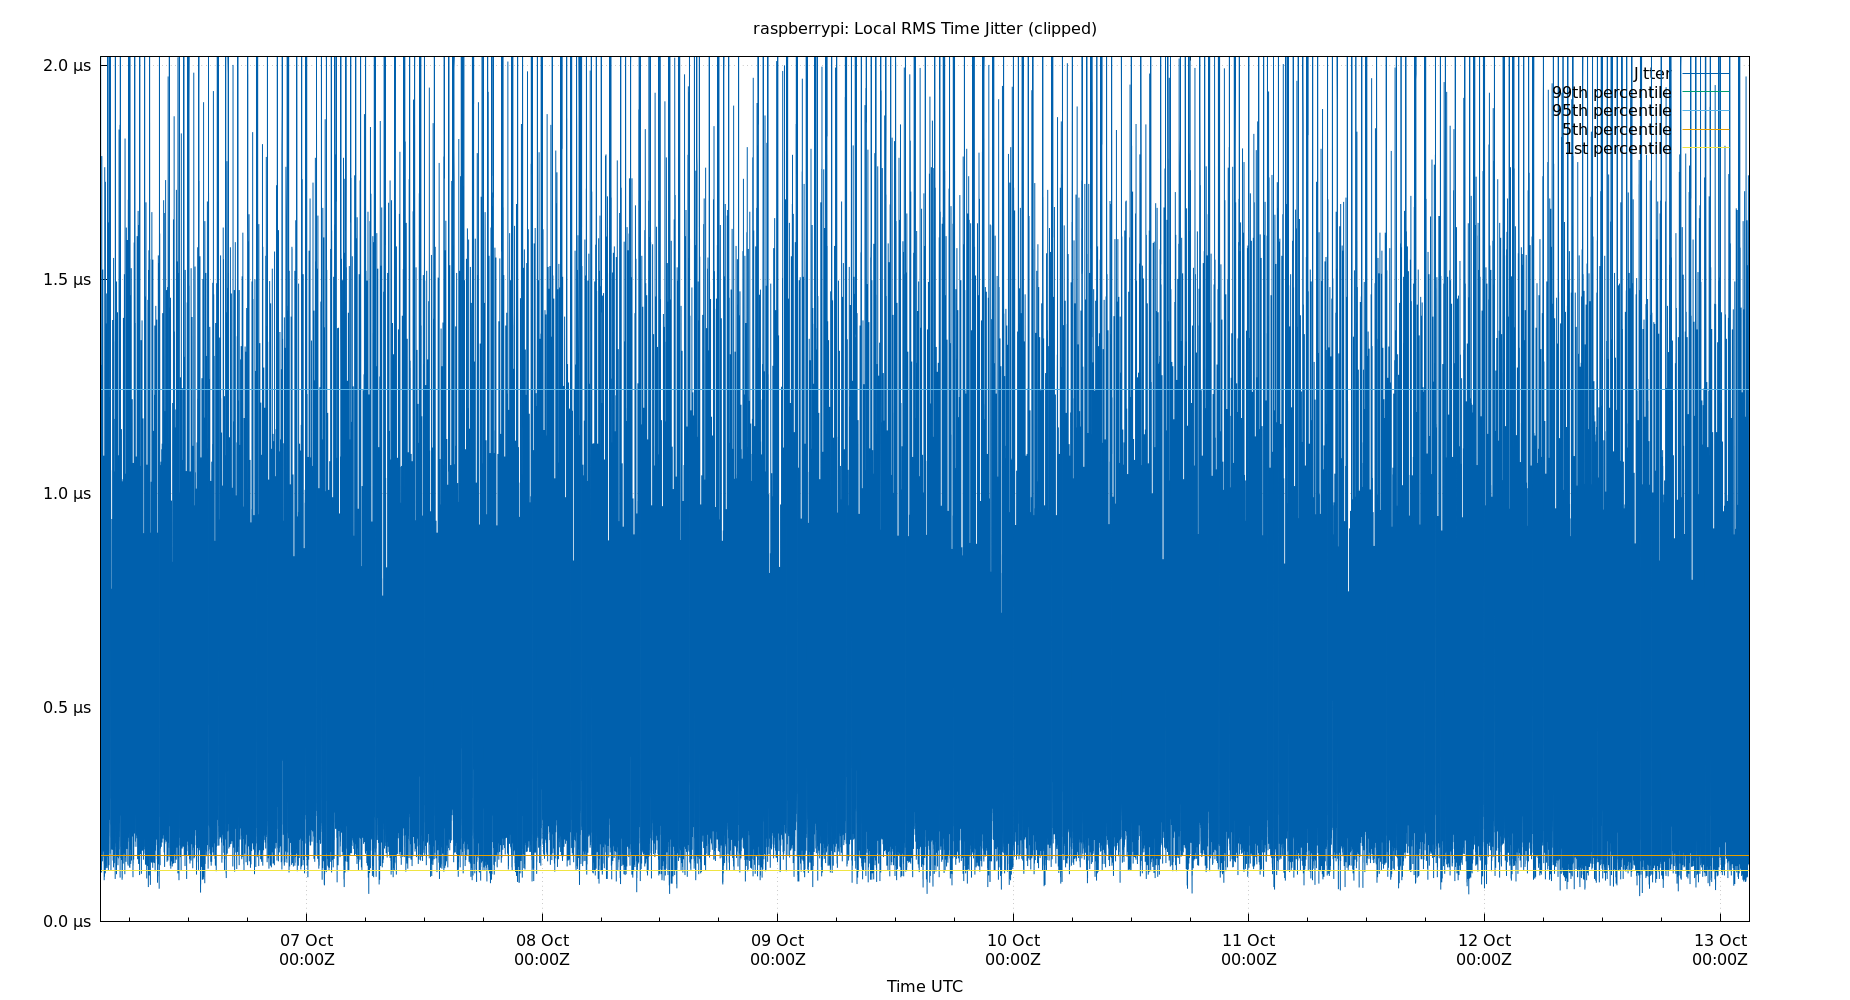 raspberrypi: Local RMS Time Jitter (clipped)
2.0 µs
1.5 µs
1.0 µs
0.5 µs
0.0 µs
Jitter
99th percentile
95th percentile
5th percentile
1st percentile
07 Oct 08 Oct 09 Oct 10 Oct 11 Oct 12 Oct 13 Oct
00:00Z 00:00Z 00:00Z 00:00Z 00:00Z 00:00Z 00:00Z
Time UTC